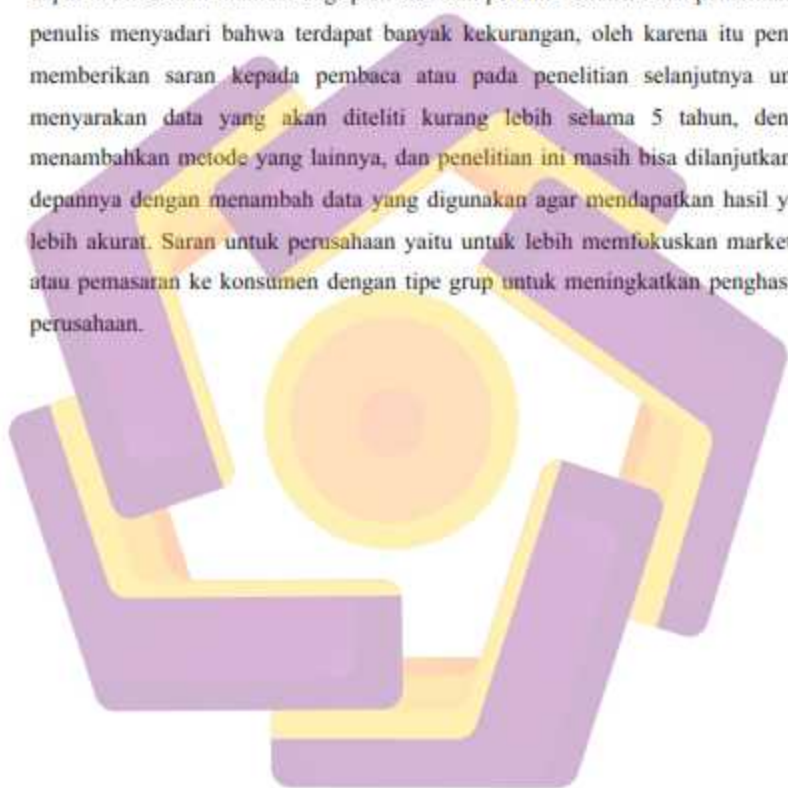 penulis menyadari bahwa terdapat banyak kekurangan, oleh karena itu pen
memberikan saran kepada pembaca atau pada penelitian selanjutnya un
menyarakan data yang akan diteliti kurang lebih selama 5 tahun, den
menambahkan metode yang lainnya, dan penelitian ini masih bisa dilanjutkan
depannya dengan menambah data yang digunakan agar mendapatkan hasil y
lebih akurat. Saran untuk perusahaan yaitu untuk lebih memfokuskan market
atau pemasaran ke konsumen dengan tipe grup untuk meningkatkan penghas
perusahaan.